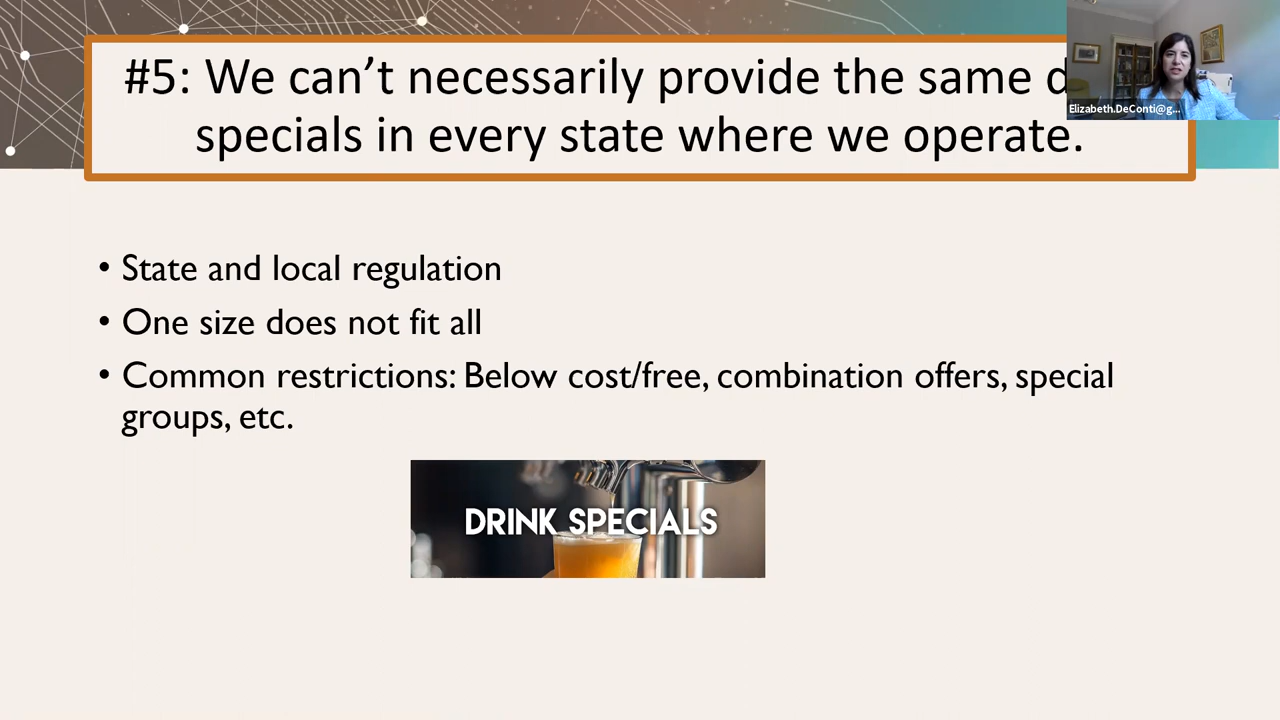 #5: We can't necessarily provide the same
specials in every state where we operate.
Elizabeth.DeConti@g...
• State and local regulation
• One size does not fit all
• Common restrictions: Below cost/free, combination offers, special
groups, etc.
DRINK SPECIALS